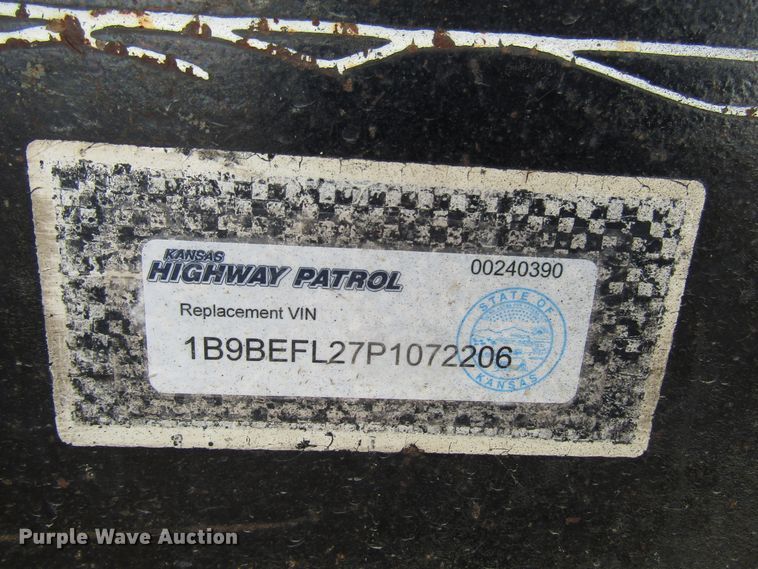 KANSAS
HIGHWAY PATROL
00240390
Replacement VIN
1B9BEFL27P1072206
STATE OF
KANSAS
Purple Wave Auction